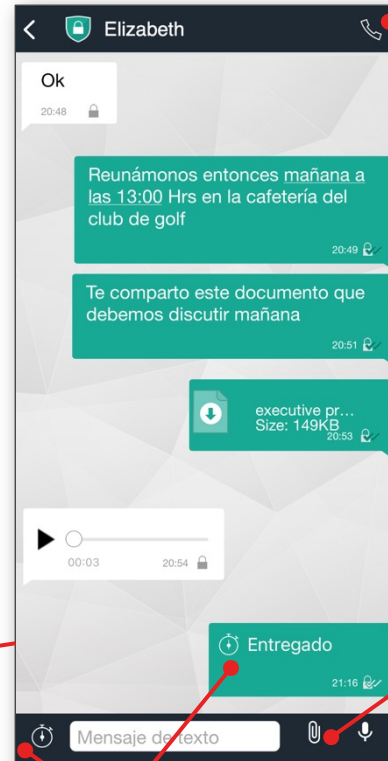 Elizabeth
Ok
20:48
Reunámonos entonces mañana a
las 13:00 Hrs en la cafetería del
club de golf
20:49
Te comparto este documento que
debemos discutir mañana
20:51
executive pr...
Size: 149KB
20:53
00:03
20:54
Entregado
21:16
Mensaje de texto